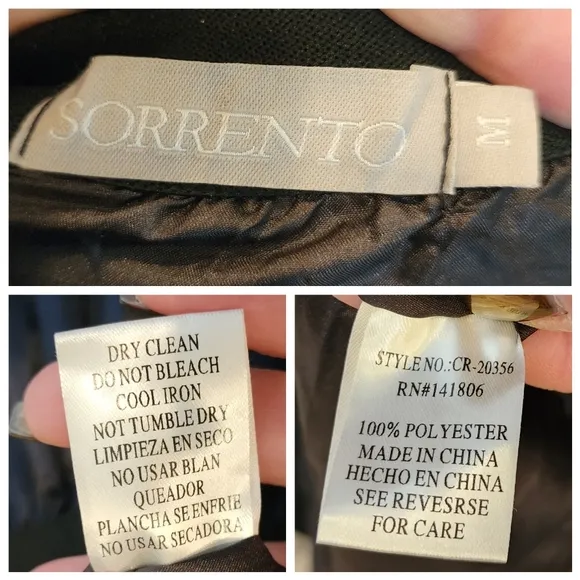 SORRENTO
M
DRY CLEAN
DO NOT BLEACH
COOL IRON
NOT TUMBLE DRY
LIMPIEZA EN SECO
NO USAR BLAN
QUEADOR
PLANCHA SE ENFRIE
NO USAR SECADORA
STYLE NO.:CR-20356
RN#141806
100% POLYESTER
MADE IN CHINA
HECHO EN CHINA
SEE REVESRSE
FOR CARE